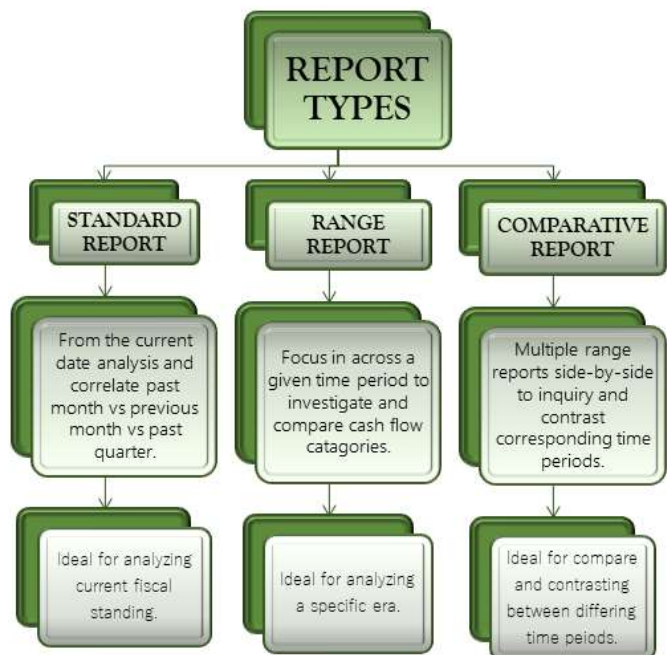 REPORT
TYPES
STANDARD
REPORT
From the current
date analysis and
correlate past
month vs previous
month vs past
quarter.
Ideal for analyzing
current fiscal
standing.
RANGE
REPORT
Focus in across a
given time period to
investigate and
compare cash flow
catagories.
Ideal for analyzing
a specific era.
COMPARATIVE
REPORT
Multiple range
reports side-by-side
to inquiry and
contrast
corresponding time
periods.
Ideal for compare
and contrasting
between differing
time peiods.